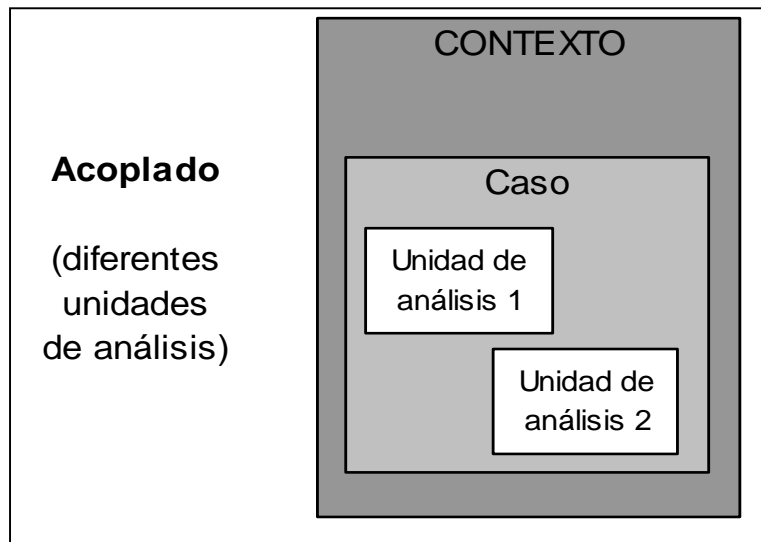 CONTEXTO
Acoplado
(diferentes
unidades
de análisis)
Caso
Unidad de
análisis 1
Unidad de
análisis 2